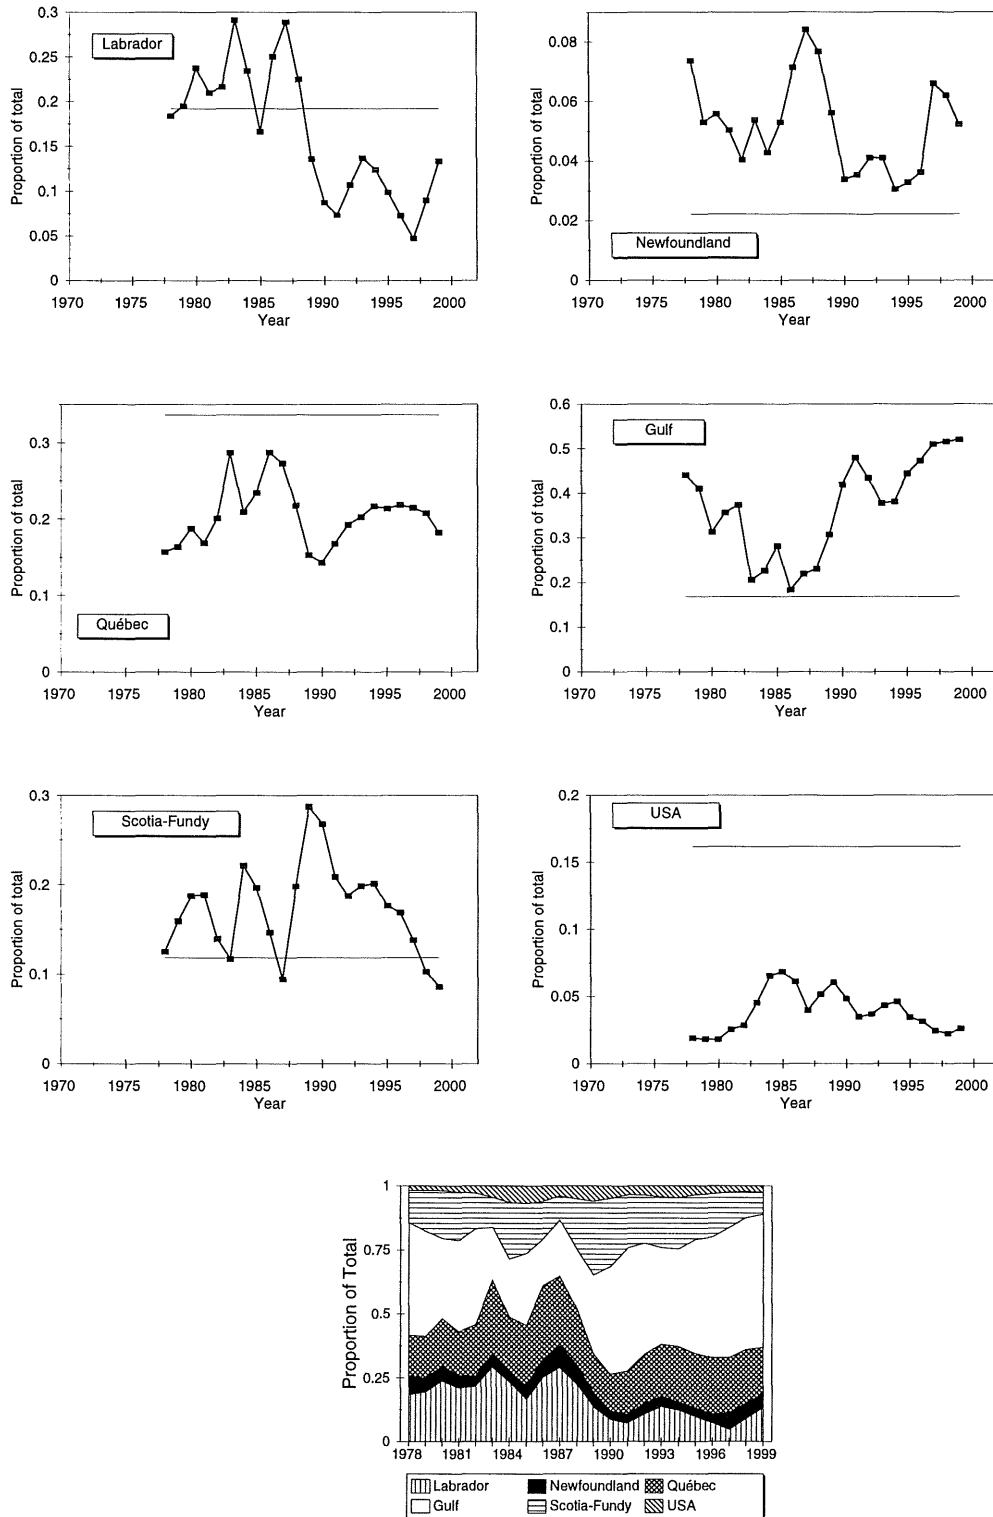 Labrador
Proportion of total
0.3
0.25
0.2
0.15
0.1
0.05
0
1970 1975 1980 1985 1990 1995 2000
Year
Newfoundland
Proportion of total
0.08
0.06
0.04
0.02
0
1970 1975 1980 1985 1990 1995 2000
Year
Québec
Proportion of total
0.3
0.2
0.1
0
1970 1975 1980 1985 1990 1995 2000
Year
Gulf
Proportion of total
0.6
0.5
0.4
0.3
0.2
0.1
0
1970 1975 1980 1985 1990 1995 2000
Year
Scotia-Fundy
Proportion of total
0.3
0.2
0.1
0
1970 1975 1980 1985 1990 1995 2000
Year
USA
Proportion of total
0.2
0.15
0.1
0.05
0
1970 1975 1980 1985 1990 1995 2000
Year
Proportion of Total
1
0.75
0.5
0.25
0
1978 1981 1984 1987 1990 1993 1996 1999
Labrador Newfoundland Québec
Gulf Scotia-Fundy USA